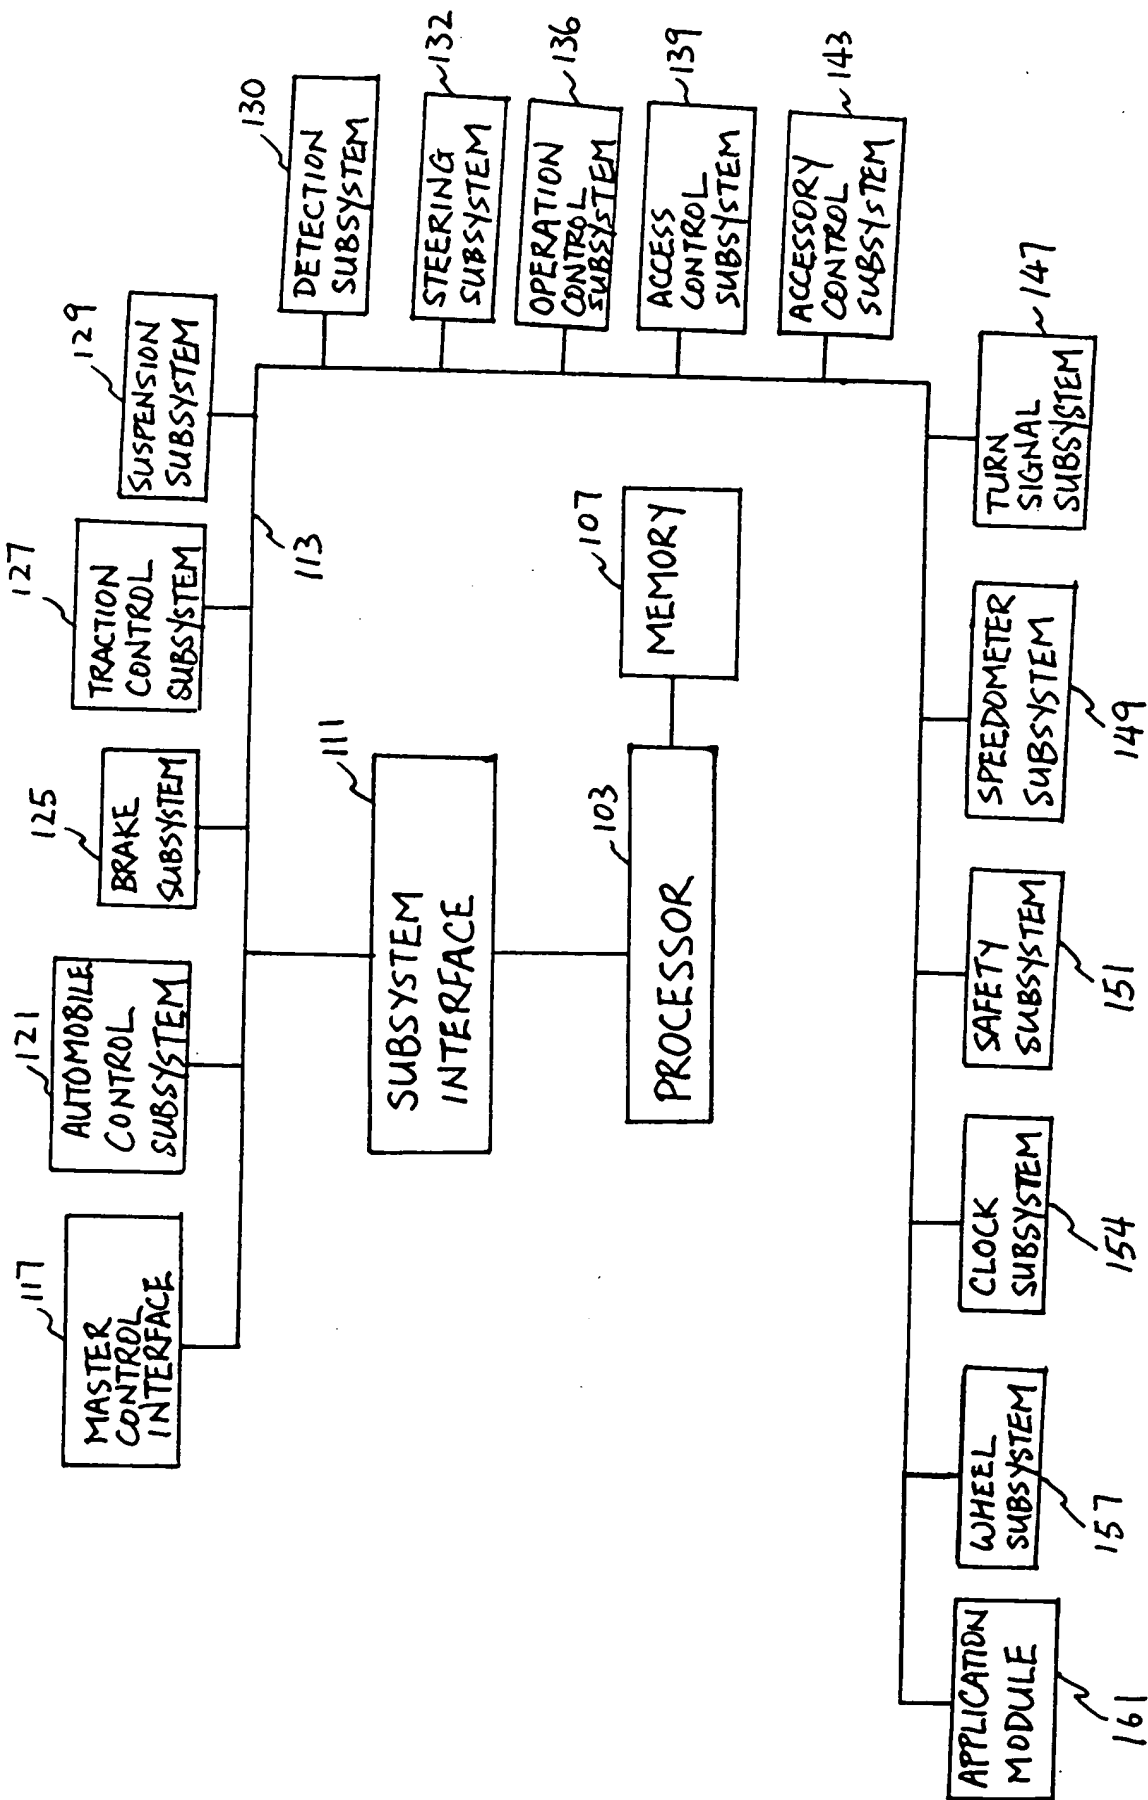 117
MASTER
CONTROL
INTERFACE
121
AUTOMOBILE
CONTROL
SUBSYSTEM
125
BRAKE
SUBSYSTEM
127
TRACTION
CONTROL
SUBSYSTEM
129
SUSPENSION
SUBSYSTEM
113
130
DETECTION
SUBSYSTEM
132
STEERING
SUBSYSTEM
136
OPERATION
CONTROL
SUBSYSTEM
139
ACCESS
CONTROL
SUBSYSTEM
143
ACCESSORY
CONTROL
SUBSYSTEM
111
SUBSYSTEM
INTERFACE
103
PROCESSOR
107
MEMORY
161
APPLICATION
MODULE
157
WHEEL
SUBSYSTEM
154
CLOCK
SUBSYSTEM
151
SAFETY
SUBSYSTEM
149
SPEEDOMETER
SUBSYSTEM
147
TURN
SIGNAL
SUBSYSTEM